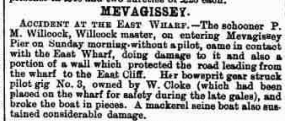 MEVAGISSEY.
ACCIDENT AT THE EAST WHARF.—The schooner P.
M. Willcock, Willcock master, on entering Mevagissey
Pier on Sunday morning without a pilot, came in contact
with the East Wharf, doing damage to it and also a
portion of a wall which protected the road leading from
the wharf to the East Cliff. Her bowsprit gear struck
pilot gig No. 3, owned by W. Cloke (which had been
placed on the wharf for safety during the late gales), and
broke the boat in pieces. A mackerel seine boat also sus-
tained considerable damage.